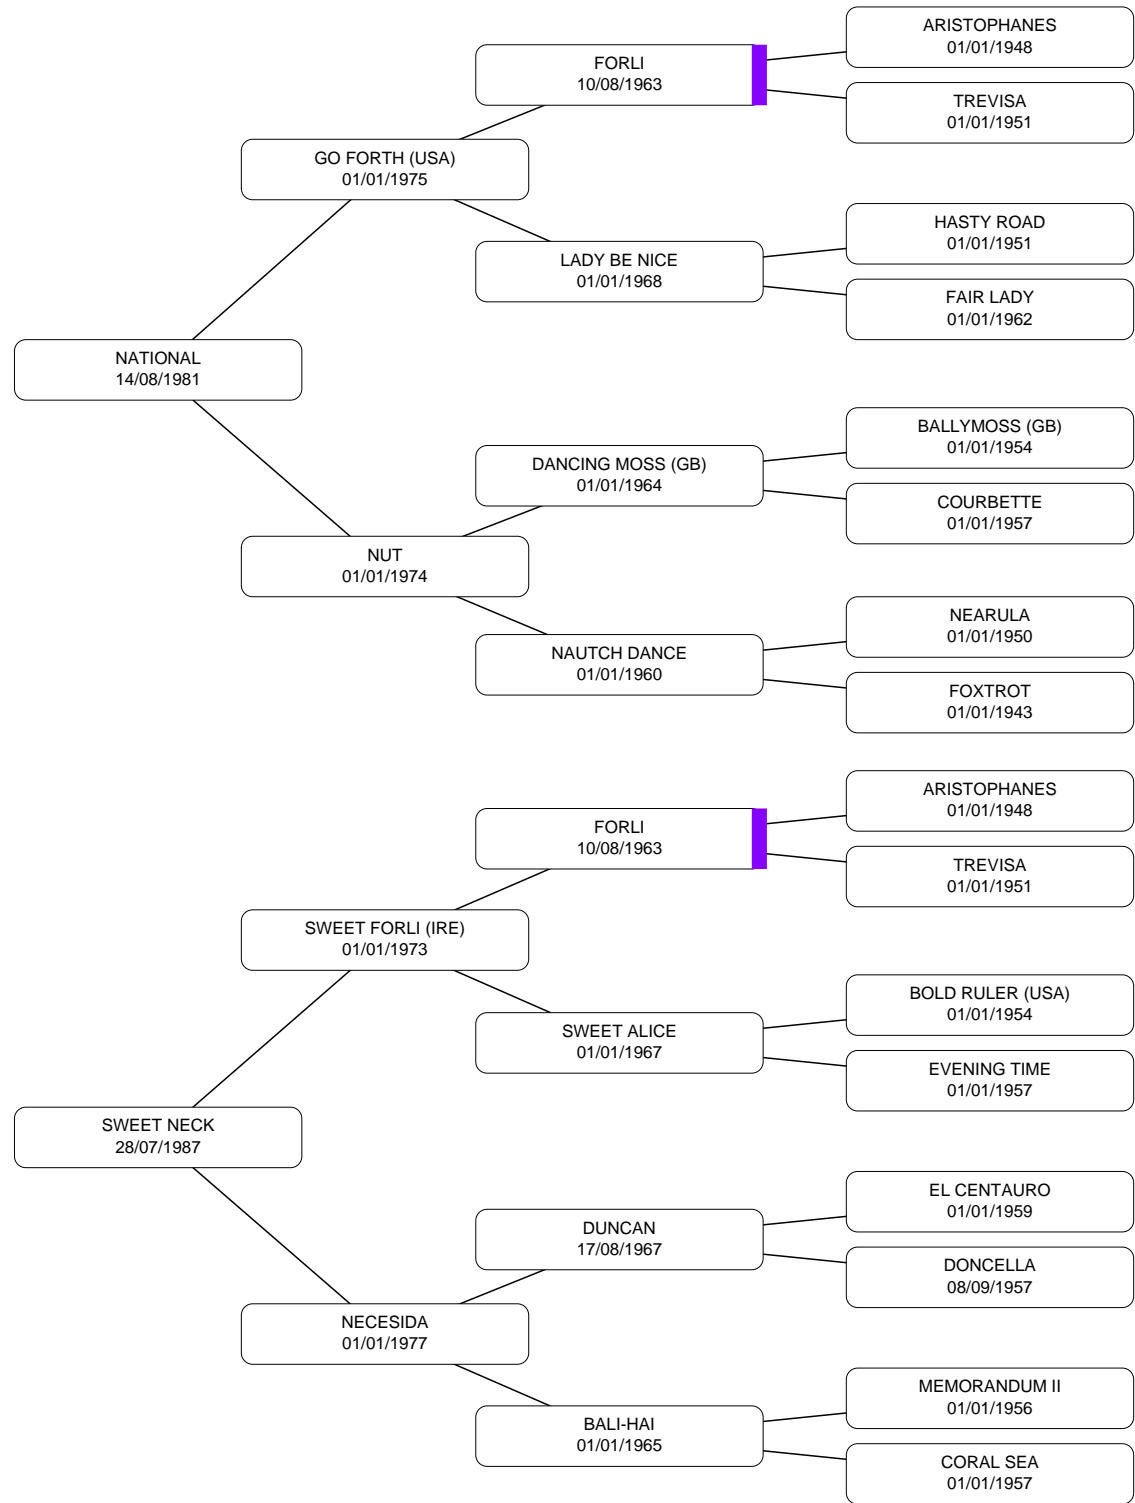 ARISTOPHANES
01/01/1948
FORLI
10/08/1963
TREVISA
01/01/1951
GO FORTH (USA)
01/01/1975
HASTY ROAD
01/01/1951
LADY BE NICE
01/01/1968
FAIR LADY
01/01/1962
NATIONAL
14/08/1981
BALLYMOSS (GB)
01/01/1954
DANCING MOSS (GB)
01/01/1964
COURBETTE
01/01/1957
NUT
01/01/1974
NEARULA
01/01/1950
NAUTCH DANCE
01/01/1960
FOXTROT
01/01/1943
ARISTOPHANES
01/01/1948
FORLI
10/08/1963
TREVISA
01/01/1951
SWEET FORLI (IRE)
01/01/1973
BOLD RULER (USA)
01/01/1954
SWEET ALICE
01/01/1967
EVENING TIME
01/01/1957
SWEET NECK
28/07/1987
EL CENTAURO
01/01/1959
DUNCAN
17/08/1967
DONCELLA
08/09/1957
NECESIDA
01/01/1977
MEMORANDUM II
01/01/1956
BALI-HAI
01/01/1965
CORAL SEA
01/01/1957